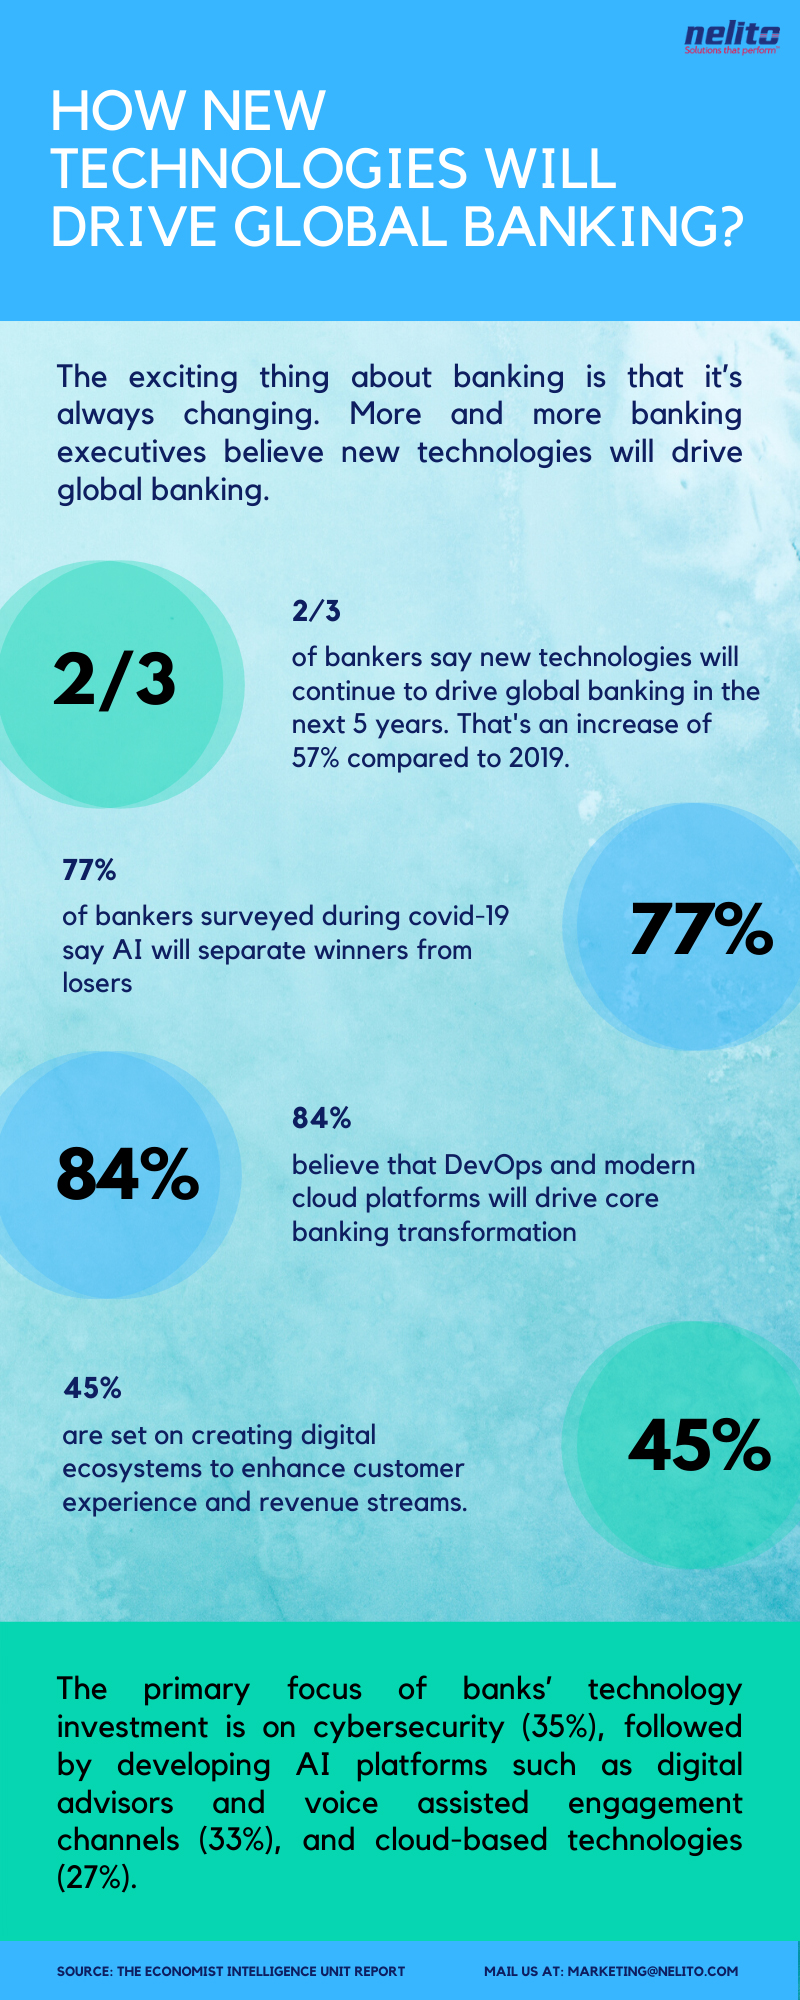 nelito
Solutions that perform™
HOW NEW
TECHNOLOGIES WILL
DRIVE GLOBAL BANKING?
The exciting thing about banking is that it’s
always changing. More and more banking
executives believe new technologies will drive
global banking.
2/3
2/3
of bankers say new technologies will
continue to drive global banking in the
next 5 years. That's an increase of
57% compared to 2019.
77%
of bankers surveyed during covid-19
say AI will separate winners from
losers
77%
84%
84%
believe that DevOps and modern
cloud platforms will drive core
banking transformation
45%
are set on creating digital
ecosystems to enhance customer
experience and revenue streams.
45%
The primary focus of banks’ technology
investment is on cybersecurity (35%), followed
by developing AI platforms such as digital
advisors and voice assisted engagement
channels (33%), and cloud-based technologies
(27%).
SOURCE: THE ECONOMIST INTELLIGENCE UNIT REPORT
MAIL US AT: MARKETING@NELITO.COM